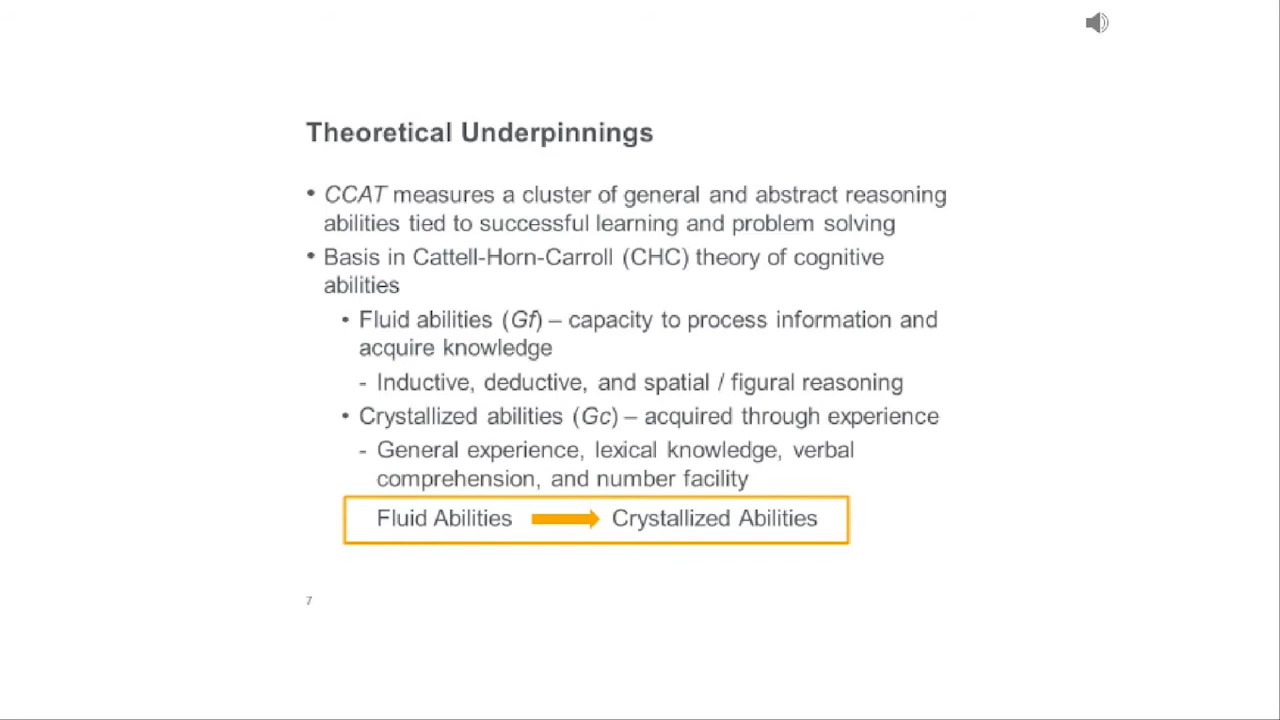 Theoretical Underpinnings
• CCAT measures a cluster of general and abstract reasoning
abilities tied to successful learning and problem solving
• Basis in Cattell-Horn-Carroll (CHC) theory of cognitive
abilities
• Fluid abilities (Gf) – capacity to process information and
acquire knowledge
- Inductive, deductive, and spatial / figural reasoning
• Crystallized abilities (Gc) – acquired through experience
- General experience, lexical knowledge, verbal
comprehension, and number facility
Fluid Abilities Crystallized Abilities
7